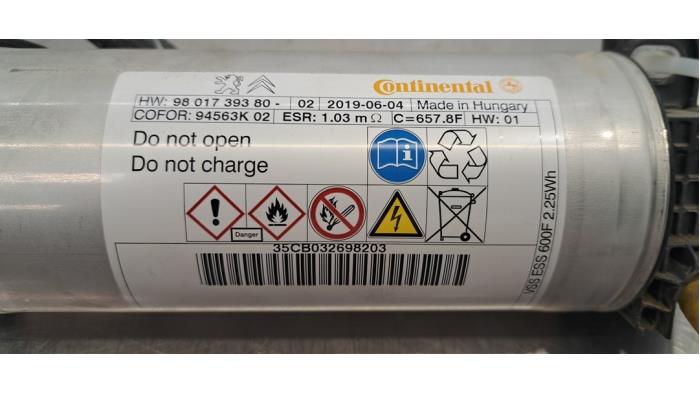 Continental
HW: 98 017 393 80 - 02 2019-06-04 Made in Hungary
COFOR: 94563K 02 ESR: 1.03 m Ω C=657.8F HW: 01
Do not open
Do not charge
Danger
35CB032698203
VSS ESS 600F 2.25Wh